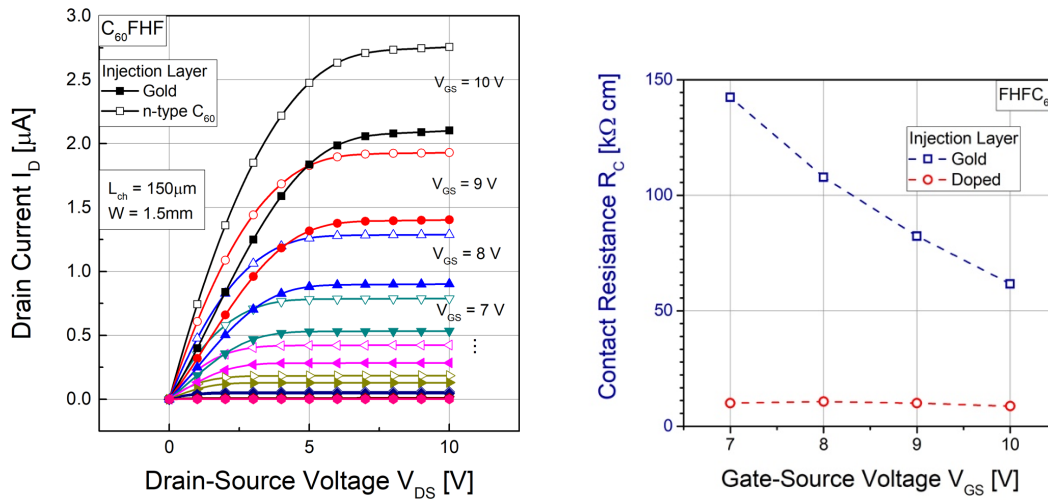 C60FHF
Injection Layer
Gold
n-type C60
Lch = 150μm
W = 1.5mm
VGS = 10 V
VGS = 9 V
VGS = 8 V
VGS = 7 V
⋮
Drain Current ID [μA]
3.0
2.5
2.0
1.5
1.0
0.5
0.0
0
5
10
Drain-Source Voltage VDS [V]
FHFC6
Injection Layer
Gold
Doped
Contact Resistance RC [kΩ cm]
150
100
50
0
7
8
9
10
Gate-Source Voltage VGS [V]